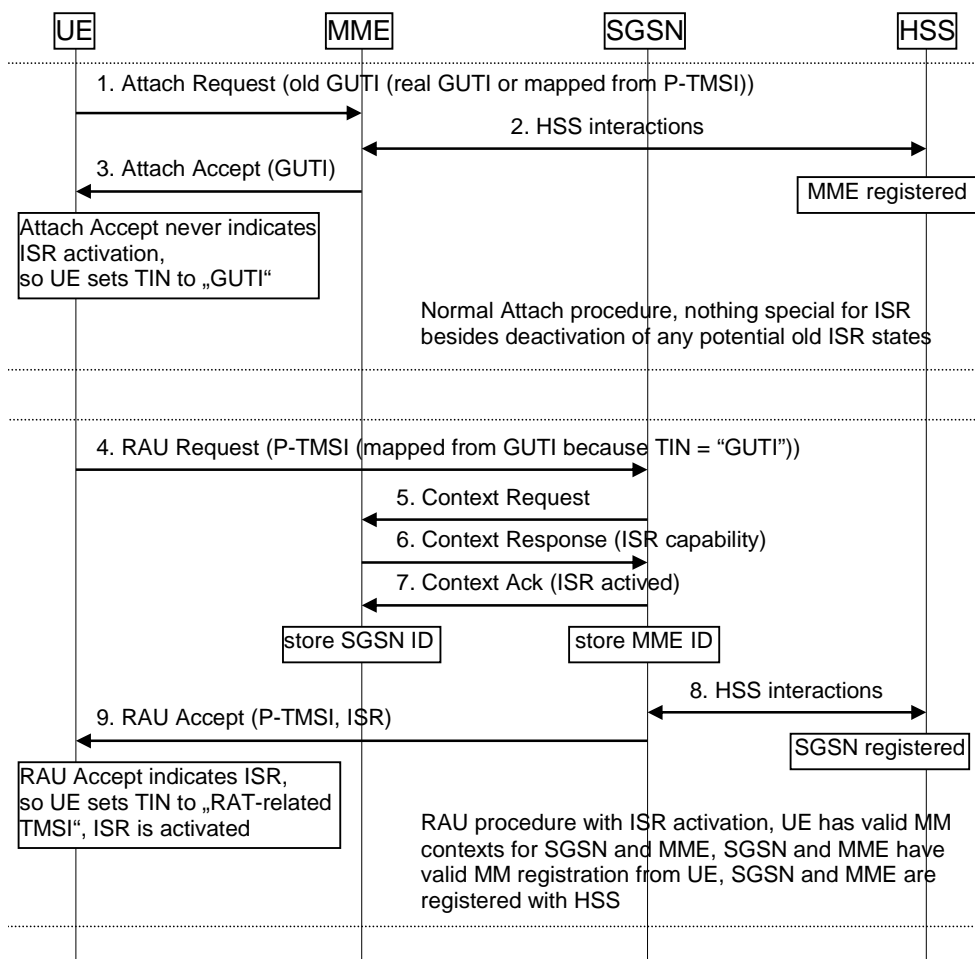 UE MME SGSN HSS
1. Attach Request (old GUTI (real GUTI or mapped from P-TMSI))
2. HSS interactions
3. Attach Accept (GUTI)
MME registered
Attach Accept never indicates
ISR activation,
so UE sets TIN to „GUTI“
Normal Attach procedure, nothing special for ISR
besides deactivation of any potential old ISR states
4. RAU Request (P-TMSI (mapped from GUTI because TIN = “GUTI”))
5. Context Request
6. Context Response (ISR capability)
7. Context Ack (ISR actived)
store SGSN ID
store MME ID
8. HSS interactions
9. RAU Accept (P-TMSI, ISR)
SGSN registered
RAU Accept indicates ISR,
so UE sets TIN to „RAT-related
TMSI“, ISR is activated
RAU procedure with ISR activation, UE has valid MM
contexts for SGSN and MME, SGSN and MME have
valid MM registration from UE, SGSN and MME are
registered with HSS